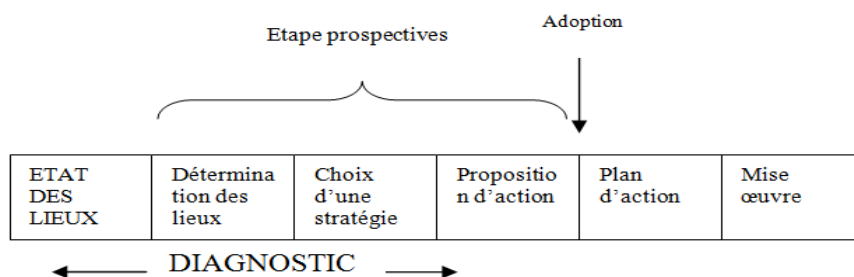 Etape prospectives
Adoption
ETAT
DES
LIEUX
Détermina
tion des
lieux
Choix
d'une
stratégie
Propositio
n d'action
Plan
d'action
Mise
œuvre
DIAGNOSTIC